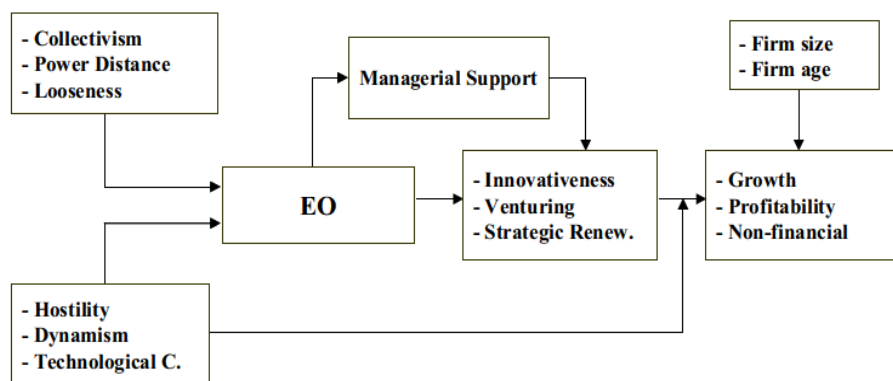 - Collectivism
- Power Distance
- Looseness
Managerial Support
- Firm size
- Firm age
EO
- Innovativeness
- Venturing
- Strategic Renew.
- Growth
- Profitability
- Non-financial
- Hostility
- Dynamism
- Technological C.